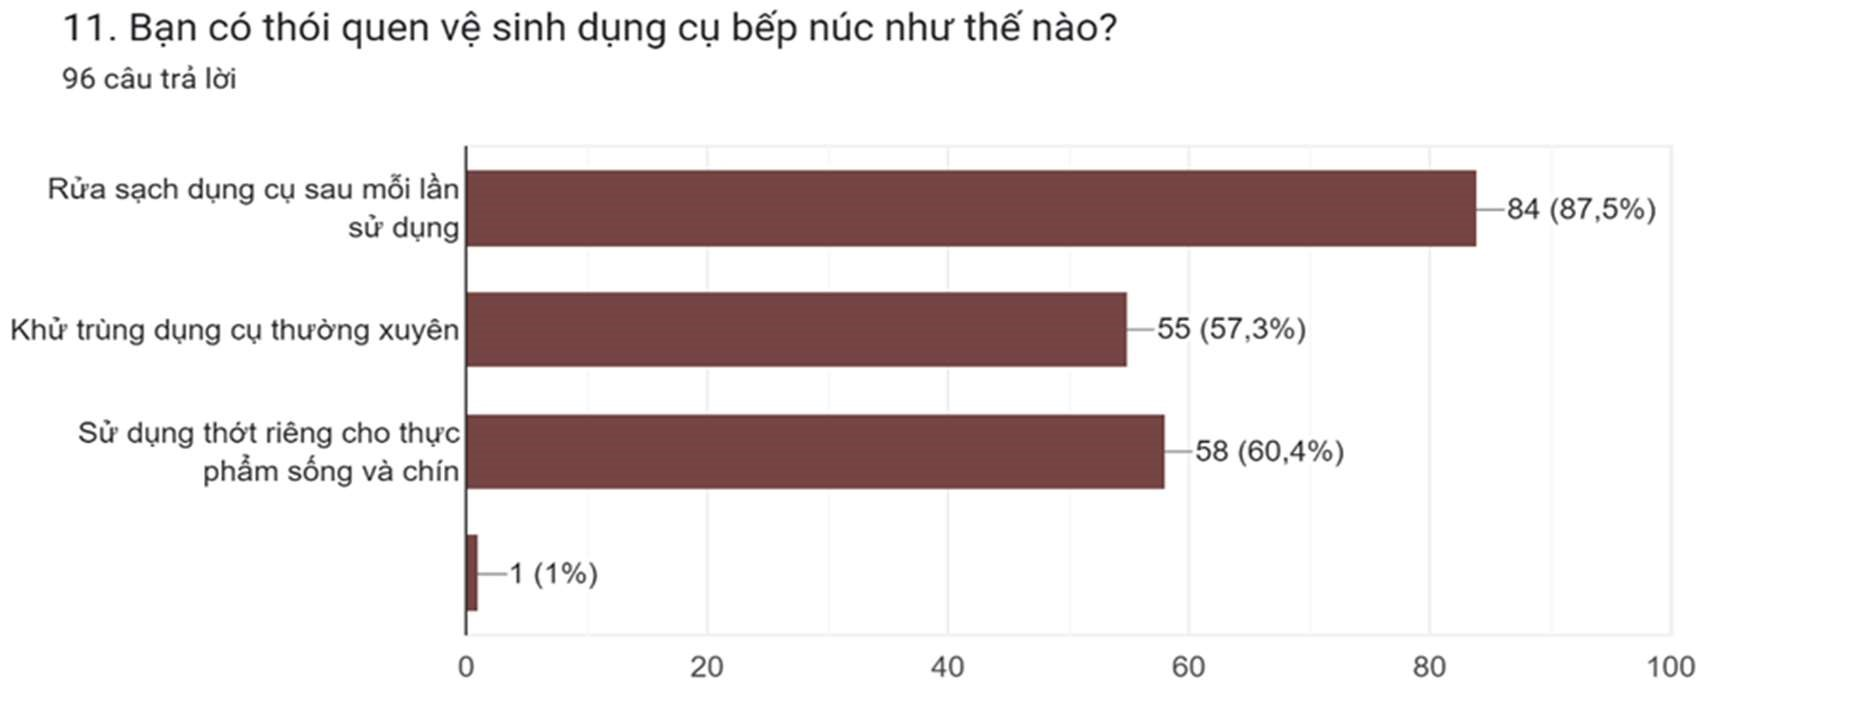 11. Bạn có thói quen vệ sinh dụng cụ bếp núc như thế nào?
96 câu trả lời
Rửa sạch dụng cụ sau mỗi lần
sử dụng
84 (87,5%)
Khử trùng dụng cụ thường xuyên
55 (57,3%)
Sử dụng thớt riêng cho thực
phẩm sống và chín
58 (60,4%)
1 (1%)
0 20 40 60 80 100